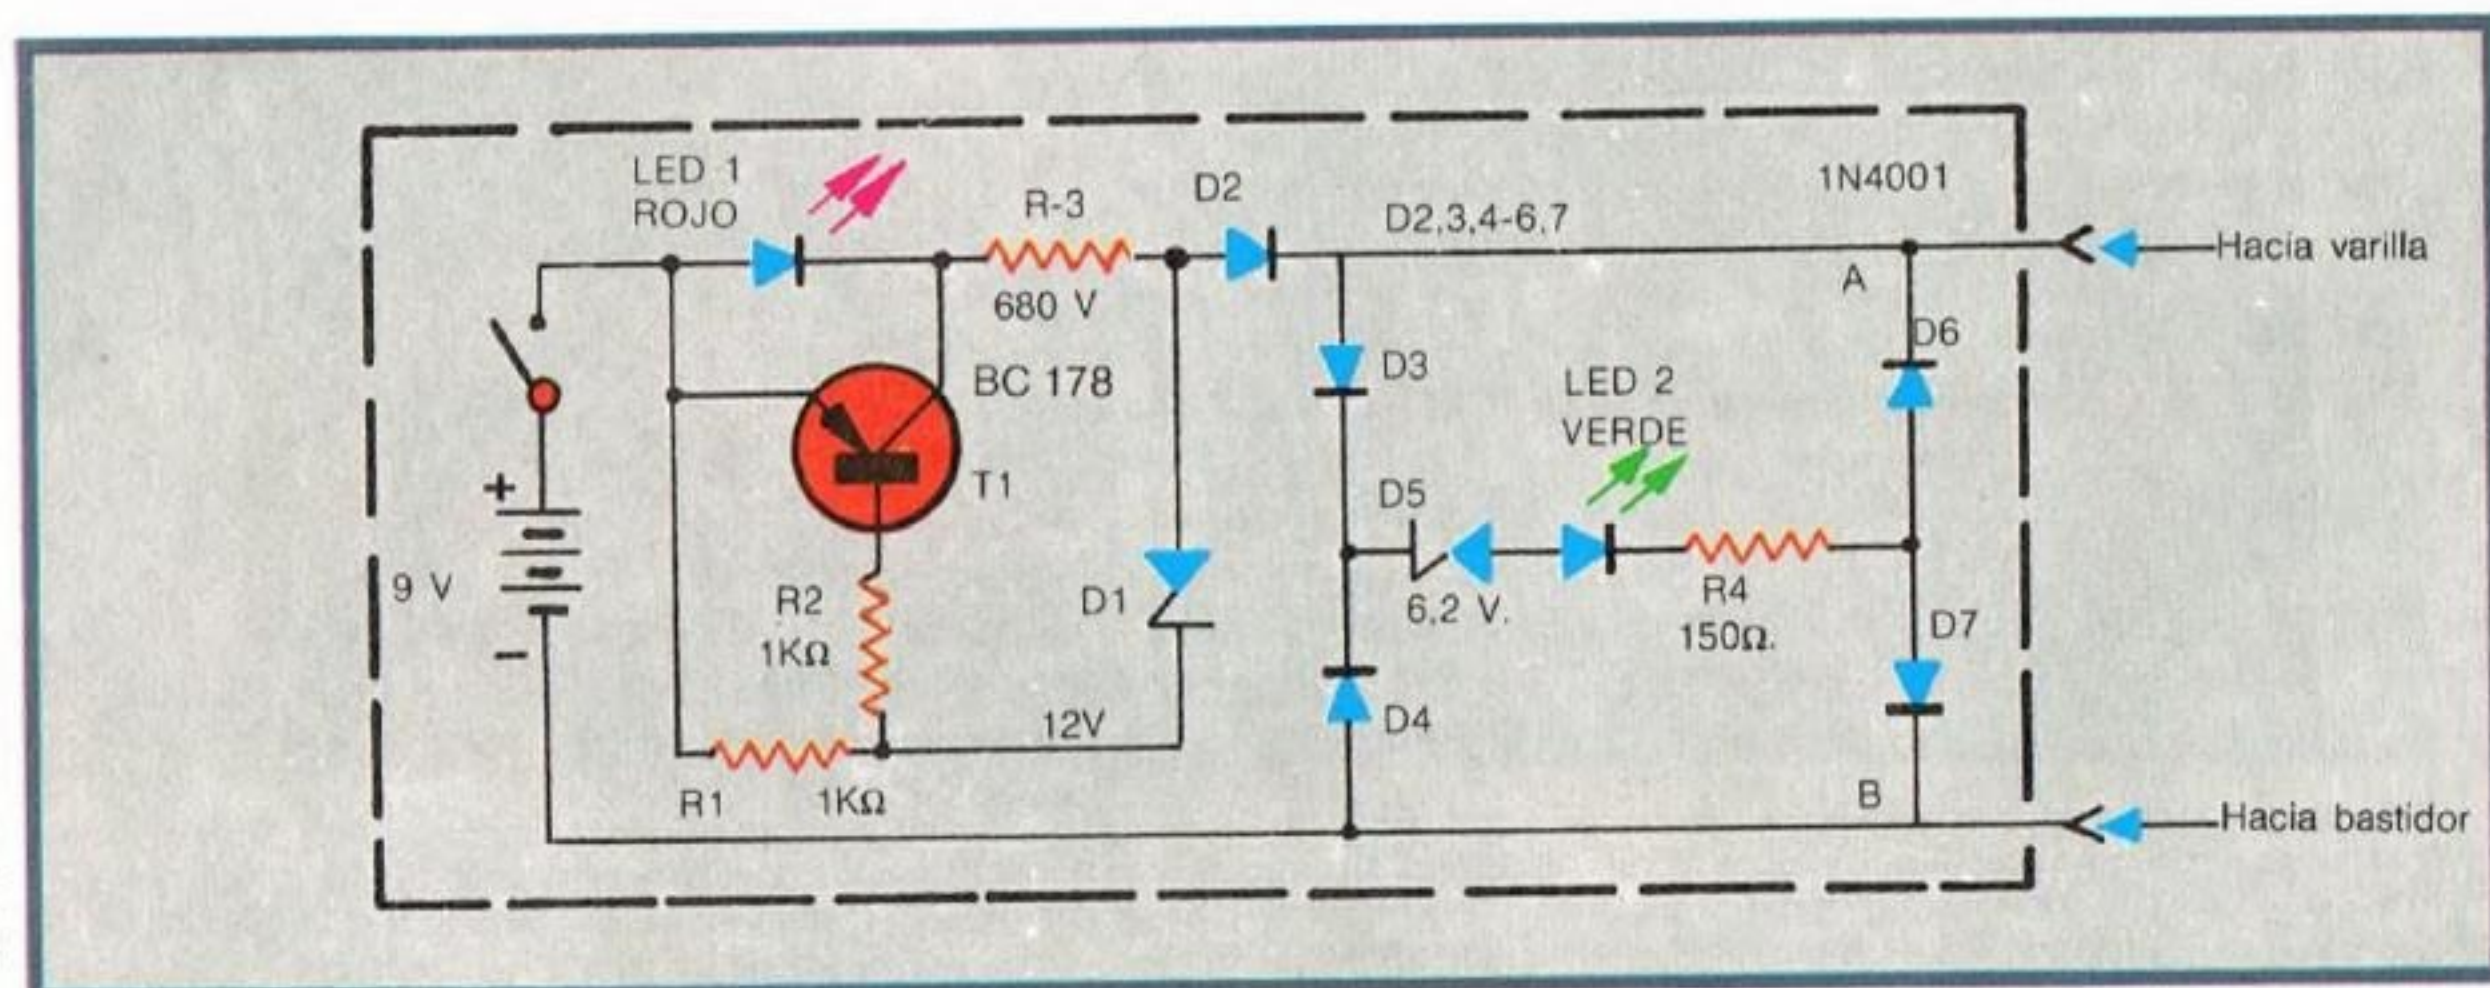 LED 1
ROJO
R-3
680 V
D2
D2,3,4-6,7
1N4001
Hacia varilla
A
D6
BC 178
T1
D3
LED 2
VERDE
+
9 V
−
R2
1KΩ
D1
D5
6,2 V.
R4
150Ω.
D7
12V
D4
R1
1KΩ
B
Hacia bastidor